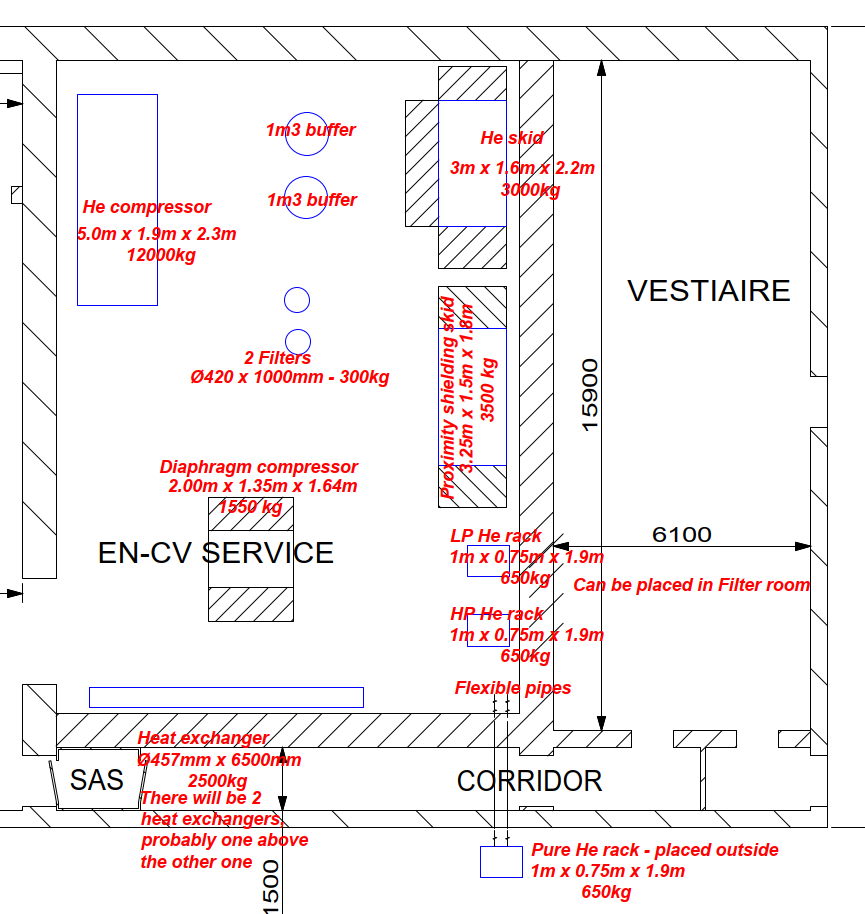 1m3 buffer
He skid
3m x 1.6m x 2.2m
3000kg
1m3 buffer
He compressor
5.0m x 1.9m x 2.3m
12000kg
VESTIAIRE
Proximity shielding skid
3.25m x 1.5m x 1.8m
3500 kg
2 Filters
Ø420 x 1000mm - 300kg
15900
Diaphragm compressor
2.00m x 1.35m x 1.64m
1550 kg
EN-CV SERVICE
LP He rack
1m x 0.75m x 1.9m
650kg
6100
Can be placed in Filter room
HP He rack
1m x 0.75m x 1.9m
650kg
Flexible pipes
Heat exchanger
Ø457mm x 6500mm
2500kg
SAS
CORRIDOR
There will be 2
heat exchangers,
probably one above
the other one
1500
Pure He rack - placed outside
1m x 0.75m x 1.9m
650kg